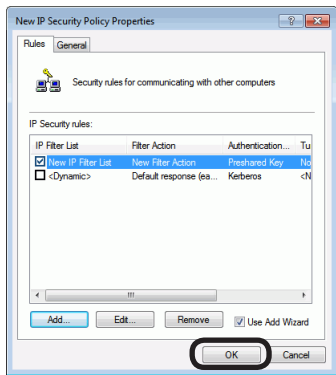 New IP Security Policy Properties
Rules General
Security rules for communicating with other computers
IP Security rules:
IP Filter List Filter Action Authentication... Tu
New IP Filter List New Filter Action Preshared Key No
<Dynamic> Default response (ea... Kerberos <N
Add... Edit... Remove Use Add Wizard
OK Cancel